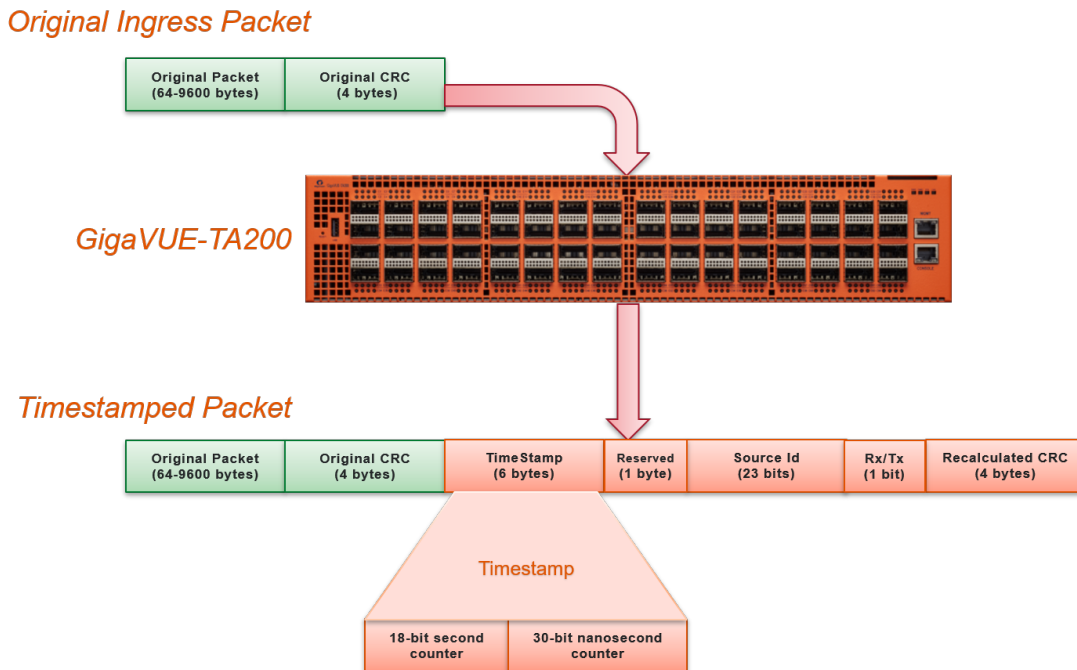 Original Ingress Packet
Original Packet
(64-9600 bytes)
Original CRC
(4 bytes)
GigaVUE-TA200
CONSOLE
Timestamped Packet
Original Packet
(64-9600 bytes)
Original CRC
(4 bytes)
TimeStamp
(6 bytes)
Reserved
(1 byte)
Source Id
(23 bits)
Rx/Tx
(1 bit)
Recalculated CRC
(4 bytes)
Timestamp
18-bit second
counter
30-bit nanosecond
counter